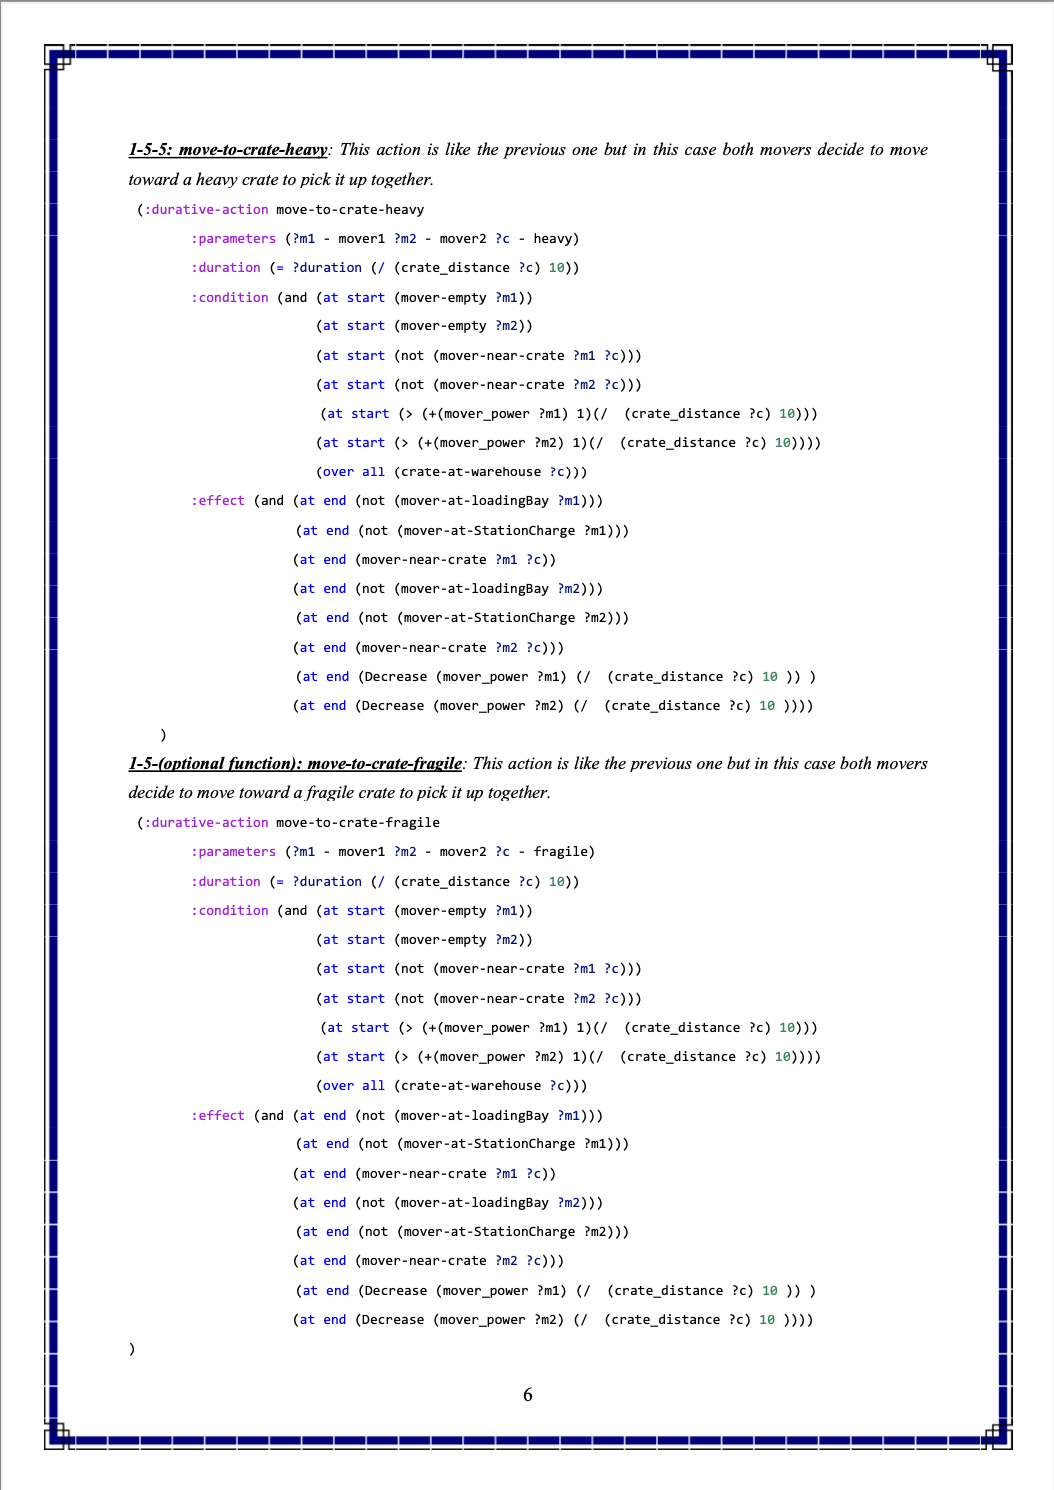 1-5-5: move-to-crate-heavy: This action is like the previous one but in this case both movers decide to move
toward a heavy crate to pick it up together.
(:durative-action move-to-crate-heavy
:parameters (?m1 - mover1 ?m2 - mover2 ?c - heavy)
:duration (= ?duration (/ (crate_distance ?c) 10))
:condition (and (at start (mover-empty ?m1))
(at start (mover-empty ?m2))
(at start (not (mover-near-crate ?m1 ?c)))
(at start (not (mover-near-crate ?m2 ?c)))
(at start (> (+(mover_power ?m1) 1)(/ (crate_distance ?c) 10)))
(at start (> (+(mover_power ?m2) 1)(/ (crate_distance ?c) 10))))
(over all (crate-at-warehouse ?c)))
:effect (and (at end (not (mover-at-loadingBay ?m1)))
(at end (not (mover-at-StationCharge ?m1)))
(at end (mover-near-crate ?m1 ?c))
(at end (not (mover-at-loadingBay ?m2)))
(at end (not (mover-at-StationCharge ?m2)))
(at end (mover-near-crate ?m2 ?c)))
(at end (Decrease (mover_power ?m1) (/ (crate_distance ?c) 10 )) )
(at end (Decrease (mover_power ?m2) (/ (crate_distance ?c) 10 ))))
)
1-5-(optional function): move-to-crate-fragile: This action is like the previous one but in this case both movers
decide to move toward a fragile crate to pick it up together.
(:durative-action move-to-crate-fragile
:parameters (?m1 - mover1 ?m2 - mover2 ?c - fragile)
:duration (= ?duration (/ (crate_distance ?c) 10))
:condition (and (at start (mover-empty ?m1))
(at start (mover-empty ?m2))
(at start (not (mover-near-crate ?m1 ?c)))
(at start (not (mover-near-crate ?m2 ?c)))
(at start (> (+(mover_power ?m1) 1)(/ (crate_distance ?c) 10)))
(at start (> (+(mover_power ?m2) 1)(/ (crate_distance ?c) 10))))
(over all (crate-at-warehouse ?c)))
:effect (and (at end (not (mover-at-loadingBay ?m1)))
(at end (not (mover-at-StationCharge ?m1)))
(at end (mover-near-crate ?m1 ?c))
(at end (not (mover-at-loadingBay ?m2)))
(at end (not (mover-at-StationCharge ?m2)))
(at end (mover-near-crate ?m2 ?c)))
(at end (Decrease (mover_power ?m1) (/ (crate_distance ?c) 10 )) )
(at end (Decrease (mover_power ?m2) (/ (crate_distance ?c) 10 ))))
)
6